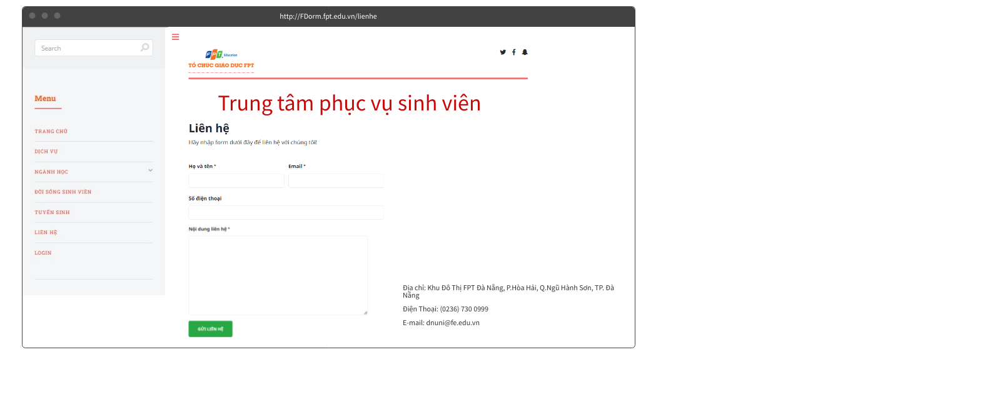 http://FDorm.fpt.edu.vn/lienhe
Search
Menu
TRANG CHỦ
DỊCH VỤ
NGÀNH HỌC
ĐỜI SỐNG SINH VIÊN
TUYỂN SINH
LIÊN HỆ
LOGIN
FPT. Education
TỔ CHỨC GIÁO DỤC FPT
Trung tâm phục vụ sinh viên
Liên hệ
Hãy nhập form dưới đây để liên hệ với chúng tôi!
Họ và tên * Email *
Số điện thoại
Nội dung liên hệ *
GỬI LIÊN HỆ
Địa chỉ: Khu Đô Thị FPT Đà Nẵng, P.Hòa Hải, Q.Ngũ Hành Sơn, TP. Đà
Nẵng
Điện Thoại: (0236) 730 0999
E-mail: dnuni@fe.edu.vn